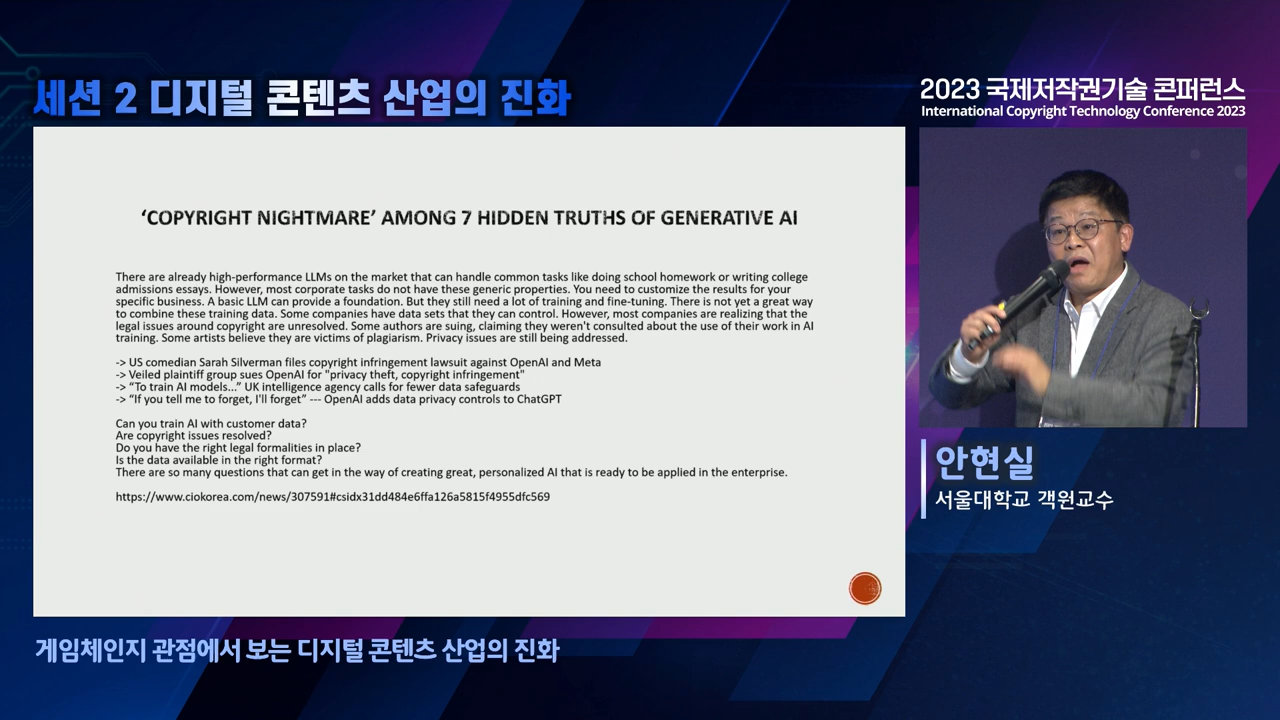 세션 2 디지털 콘텐츠 산업의 진화
2023 국제저작권기술 콘퍼런스
International Copyright Technology Conference 2023
‘COPYRIGHT NIGHTMARE’ AMONG 7 HIDDEN TRUTHS OF GENERATIVE AI
There are already high-performance LLMs on the market that can handle common tasks like doing school homework or writing college
admissions essays. However, most corporate tasks do not have these generic properties. You need to customize the results for your
specific business. A basic LLM can provide a foundation. But they still need a lot of training and fine-tuning. There is not yet a great way
to combine these training data. Some companies have data sets that they can control. However, most companies are realizing that the
legal issues around copyright are unresolved. Some authors are suing, claiming they weren't consulted about the use of their work in AI
training. Some artists believe they are victims of plagiarism. Privacy issues are still being addressed.
-> US comedian Sarah Silverman files copyright infringement lawsuit against OpenAI and Meta
-> Veiled plaintiff group sues OpenAI for "privacy theft, copyright infringement"
-> “To train AI models...” UK intelligence agency calls for fewer data safeguards
-> “If you tell me to forget, I'll forget” --- OpenAI adds data privacy controls to ChatGPT
Can you train AI with customer data?
Are copyright issues resolved?
Do you have the right legal formalities in place?
Is the data available in the right format?
There are so many questions that can get in the way of creating great, personalized AI that is ready to be applied in the enterprise.
https://www.ciokorea.com/news/307591#csidx31dd484e6ffa126a5815f4955dfc569
안현실
서울대학교 객원교수
게임체인지 관점에서 보는 디지털 콘텐츠 산업의 진화